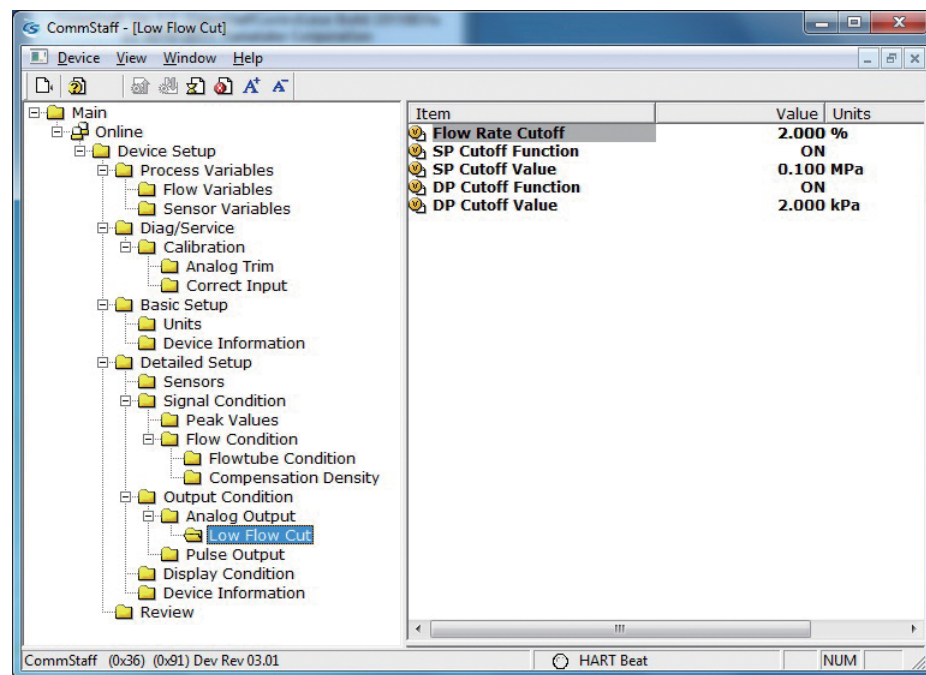 CommStaff - [Low Flow Cut]
Device View Window Help
Main
Online
Device Setup
Process Variables
Flow Variables
Sensor Variables
Diag/Service
Calibration
Analog Trim
Correct Input
Basic Setup
Units
Device Information
Detailed Setup
Sensors
Signal Condition
Peak Values
Flow Condition
Flowtube Condition
Compensation Density
Output Condition
Analog Output
Low Flow Cut
Pulse Output
Display Condition
Device Information
Review
Item Value Units
Flow Rate Cutoff 2.000 %
SP Cutoff Function ON
SP Cutoff Value 0.100 MPa
DP Cutoff Function ON
DP Cutoff Value 2.000 kPa
CommStaff (0x36) (0x91) Dev Rev 03.01 HART Beat NUM